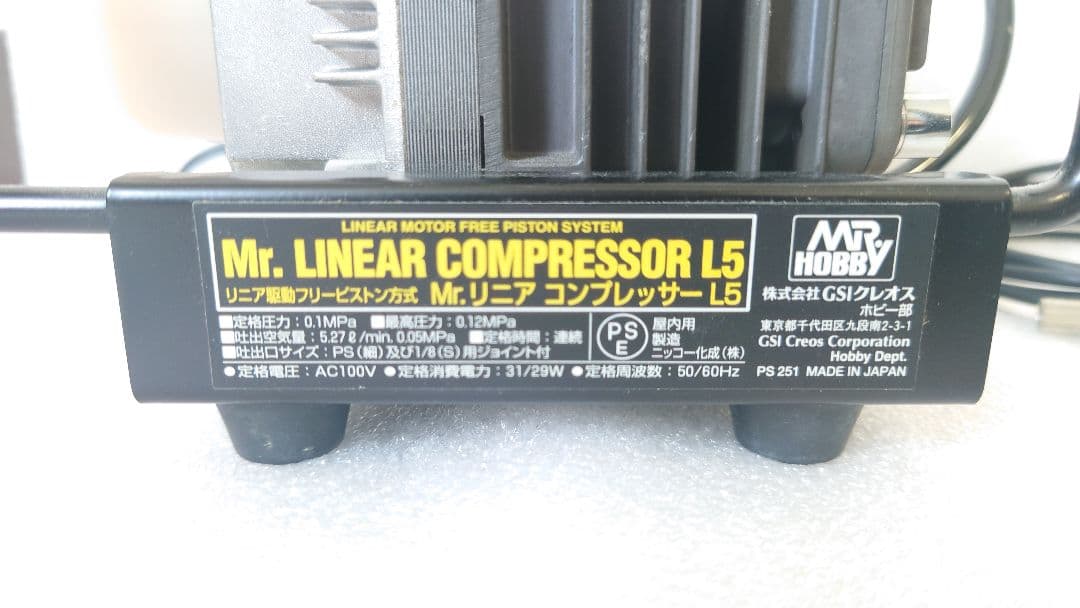 LINEAR MOTOR FREE PISTON SYSTEM
Mr. LINEAR COMPRESSOR L5
リニア駆動フリーピストン方式 Mr.リニア コンプレッサー L5
■定格圧力：0.1MPa ■最高圧力：0.12MPa
■吐出空気量：5.27ℓ/min, 0.05MPa ■定格時間：連続
■吐出口サイズ：PS(細)及び1/8(S)用ジョイント付
●定格電圧：AC100V ●定格消費電力：31/29W ●定格周波数：50/60Hz
PS
E
屋内用
製造
ニッコー化成(株)
MR.
HOBBY
株式会社 GSIクレオス
ホビー部
東京都千代田区九段南2-3-1
GSI Creos Corporation
Hobby Dept.
PS 251 MADE IN JAPAN